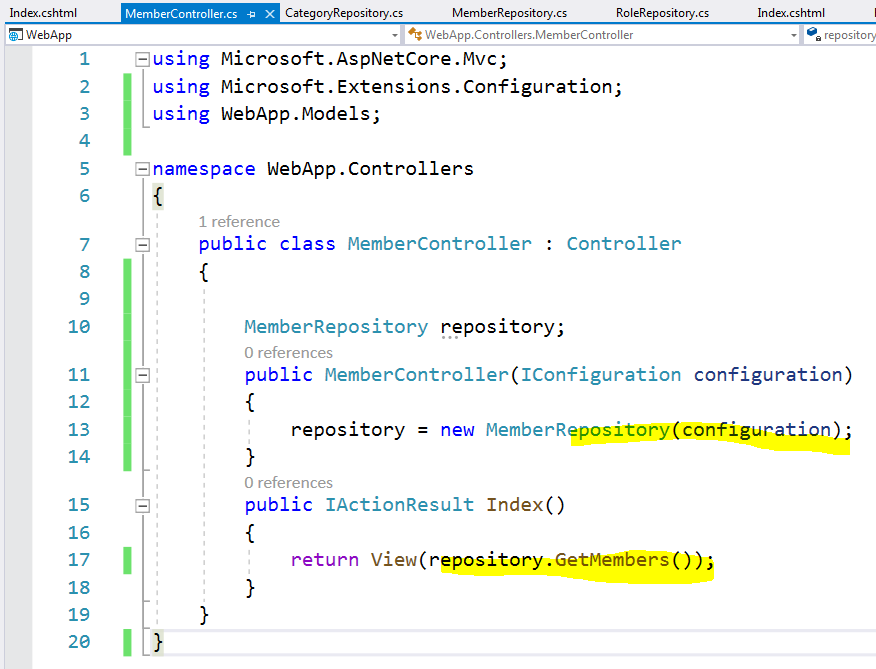 Index.cshtml MemberController.cs CategoryRepository.cs MemberRepository.cs RoleRepository.cs Index.cshtml
WebApp WebApp.Controllers.MemberController repository
1 using Microsoft.AspNetCore.Mvc;
2 using Microsoft.Extensions.Configuration;
3 using WebApp.Models;
4
5 namespace WebApp.Controllers
6 {
1 reference
7 public class MemberController : Controller
8 {
9
10 MemberRepository repository;
0 references
11 public MemberController(IConfiguration configuration)
12 {
13 repository = new MemberRepository(configuration);
14 }
0 references
15 public IActionResult Index()
16 {
17 return View(repository.GetMembers());
18 }
19 }
20 }